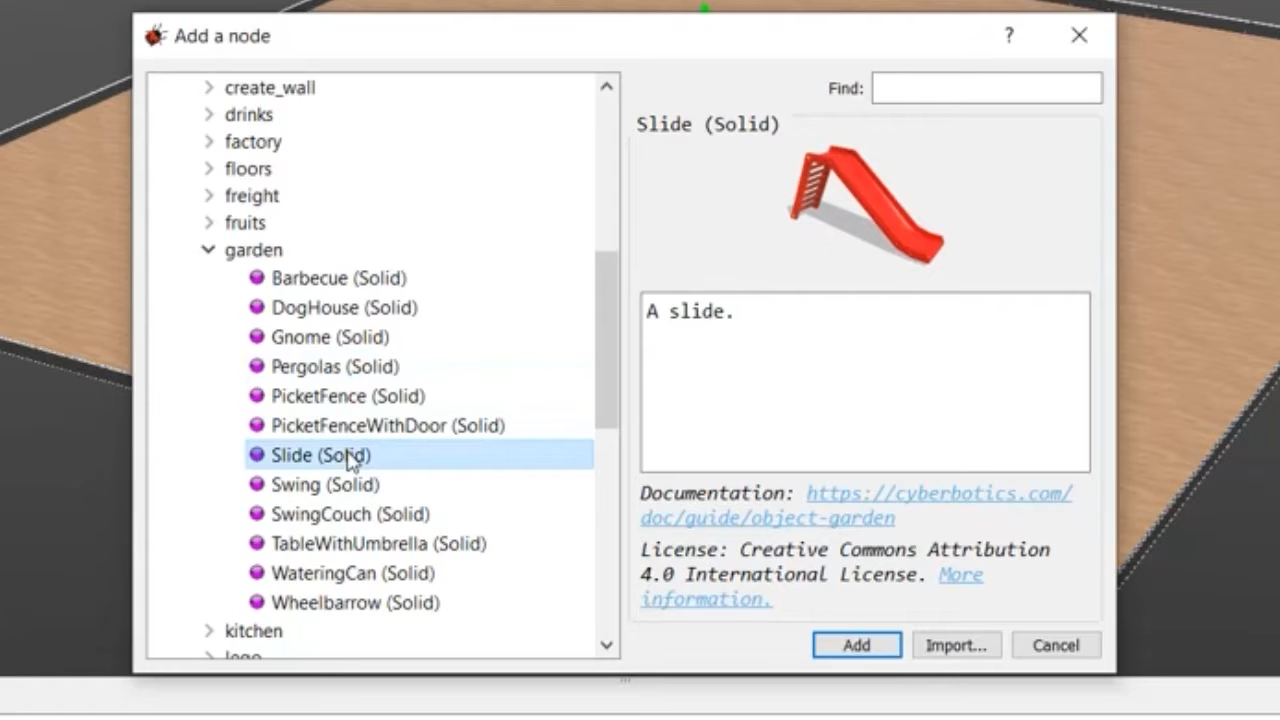 Add a node
?
create_wall
drinks
factory
floors
freight
fruits
garden
Barbecue (Solid)
DogHouse (Solid)
Gnome (Solid)
Pergolas (Solid)
PicketFence (Solid)
PicketFenceWithDoor (Solid)
Slide (Solid)
Swing (Solid)
SwingCouch (Solid)
TableWithUmbrella (Solid)
WateringCan (Solid)
Wheelbarrow (Solid)
kitchen
Find:
Slide (Solid)
A slide.
Documentation: https://cyberbotics.com/
doc/guide/object-garden
License: Creative Commons Attribution
4.0 International License. More
information.
Add
Import...
Cancel